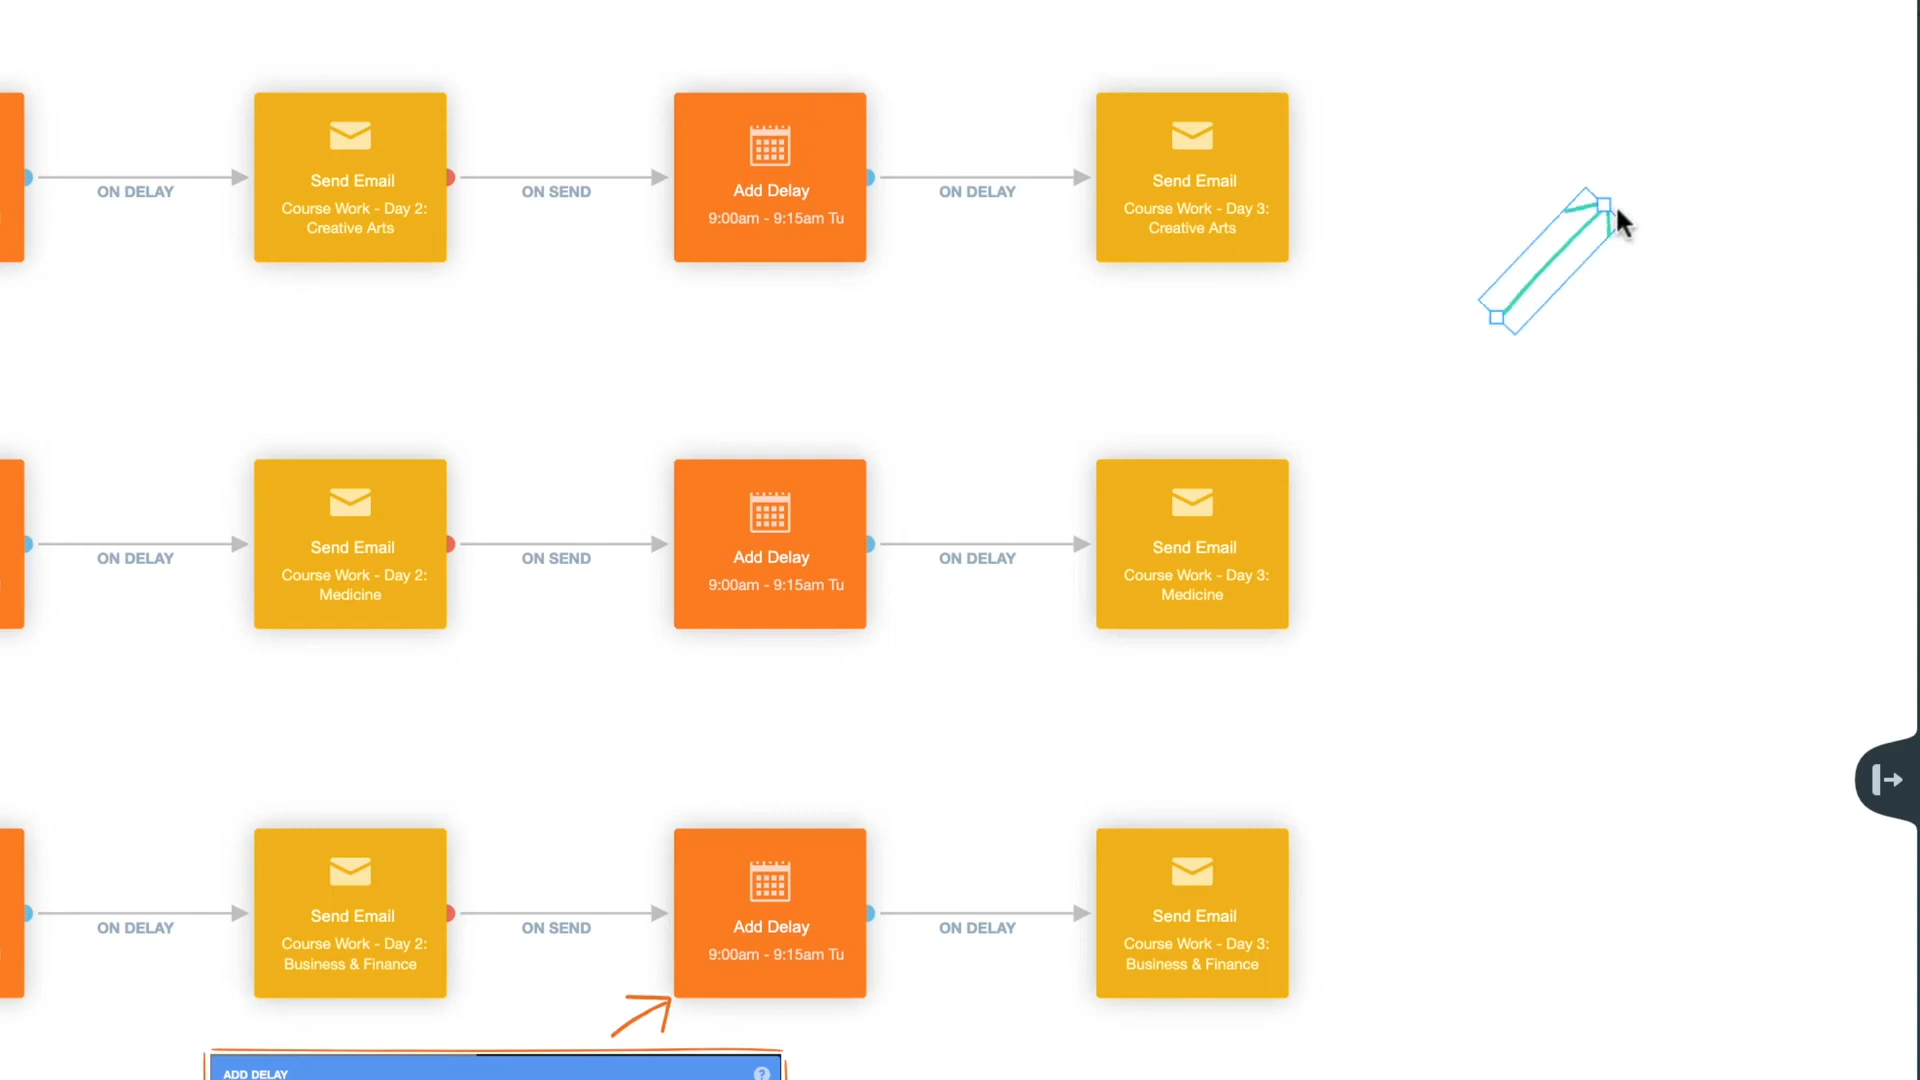 ON DELAY
Send Email
Course Work - Day 2:
Creative Arts
ON SEND
Add Delay
9:00am - 9:15am Tu
ON DELAY
Send Email
Course Work - Day 3:
Creative Arts
ON DELAY
Send Email
Course Work - Day 2:
Medicine
ON SEND
Add Delay
9:00am - 9:15am Tu
ON DELAY
Send Email
Course Work - Day 3:
Medicine
ON DELAY
Send Email
Course Work - Day 2:
Business & Finance
ON SEND
Add Delay
9:00am - 9:15am Tu
ON DELAY
Send Email
Course Work - Day 3:
Business & Finance
ADD DELAY
?